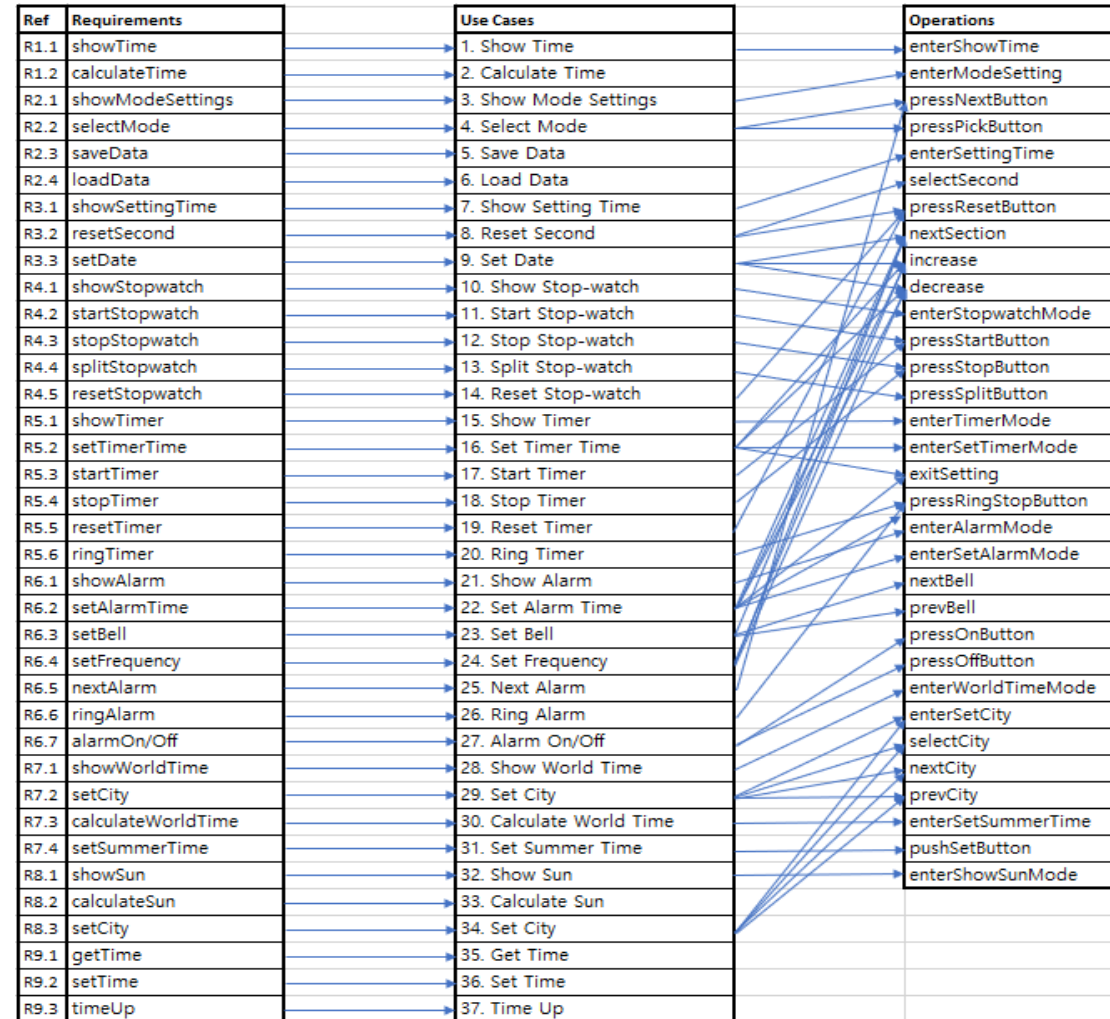 Ref Requirements Use Cases Operations
R1.1 showTime 1. Show Time enterShowTime
R1.2 calculateTime 2. Calculate Time enterModeSetting
R2.1 showModeSettings 3. Show Mode Settings pressNextButton
R2.2 selectMode 4. Select Mode pressPickButton
R2.3 saveData 5. Save Data enterSettingTime
R2.4 loadData 6. Load Data selectSecond
R3.1 showSettingTime 7. Show Setting Time pressResetButton
R3.2 resetSecond 8. Reset Second nextSection
R3.3 setDate 9. Set Date increase
R4.1 showStopwatch 10. Show Stop-watch decrease
R4.2 startStopwatch 11. Start Stop-watch enterStopwatchMode
R4.3 stopStopwatch 12. Stop Stop-watch pressStartButton
R4.4 splitStopwatch 13. Split Stop-watch pressStopButton
R4.5 resetStopwatch 14. Reset Stop-watch pressSplitButton
R5.1 showTimer 15. Show Timer enterTimerMode
R5.2 setTimerTime 16. Set Timer Time enterSetTimerMode
R5.3 startTimer 17. Start Timer exitSetting
R5.4 stopTimer 18. Stop Timer pressRingStopButton
R5.5 resetTimer 19. Reset Timer enterAlarmMode
R5.6 ringTimer 20. Ring Timer enterSetAlarmMode
R6.1 showAlarm 21. Show Alarm nextBell
R6.2 setAlarmTime 22. Set Alarm Time prevBell
R6.3 setBell 23. Set Bell pressOnButton
R6.4 setFrequency 24. Set Frequency pressOffButton
R6.5 nextAlarm 25. Next Alarm enterWorldTimeMode
R6.6 ringAlarm 26. Ring Alarm enterSetCity
R6.7 alarmOn/Off 27. Alarm On/Off selectCity
R7.1 showWorldTime 28. Show World Time nextCity
R7.2 setCity 29. Set City prevCity
R7.3 calculateWorldTime 30. Calculate World Time enterSetSummerTime
R7.4 setSummerTime 31. Set Summer Time pushSetButton
R8.1 showSun 32. Show Sun enterShowSunMode
R8.2 calculateSun 33. Calculate Sun
R8.3 setCity 34. Set City
R9.1 getTime 35. Get Time
R9.2 setTime 36. Set Time
R9.3 timeUp 37. Time Up